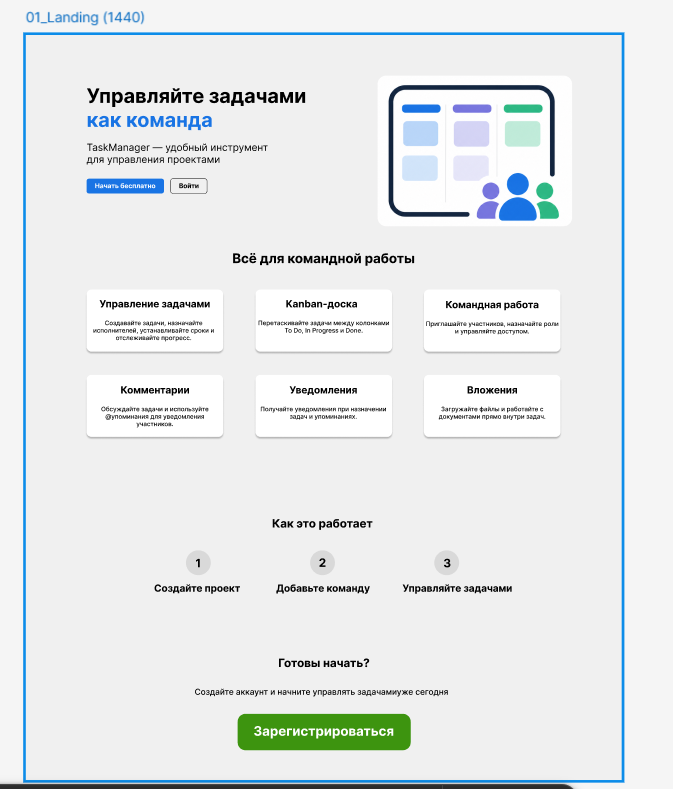 01_Landing (1440)
Управляйте задачами
как команда
TaskManager — удобный инструмент
для управления проектами
Начать бесплатно
Войти
Всё для командной работы
Управление задачами
Создавайте задачи, назначайте
исполнителей, устанавливайте сроки и
отслеживайте прогресс.
Kanban-доска
Перетаскивайте задачи между колонками
To Do, In Progress и Done.
Командная работа
Приглашайте участников, назначайте роли
и управляйте доступом.
Комментарии
Обсуждайте задачи и используйте
@упоминания для уведомления
участников.
Уведомления
Получайте уведомления при назначении
задач и упоминаниях.
Вложения
Загружайте файлы и работайте с
документами прямо внутри задач.
Как это работает
1
2
3
Создайте проект
Добавьте команду
Управляйте задачами
Готовы начать?
Создайте аккаунт и начните управлять задачамиуже сегодня
Зарегистрироваться